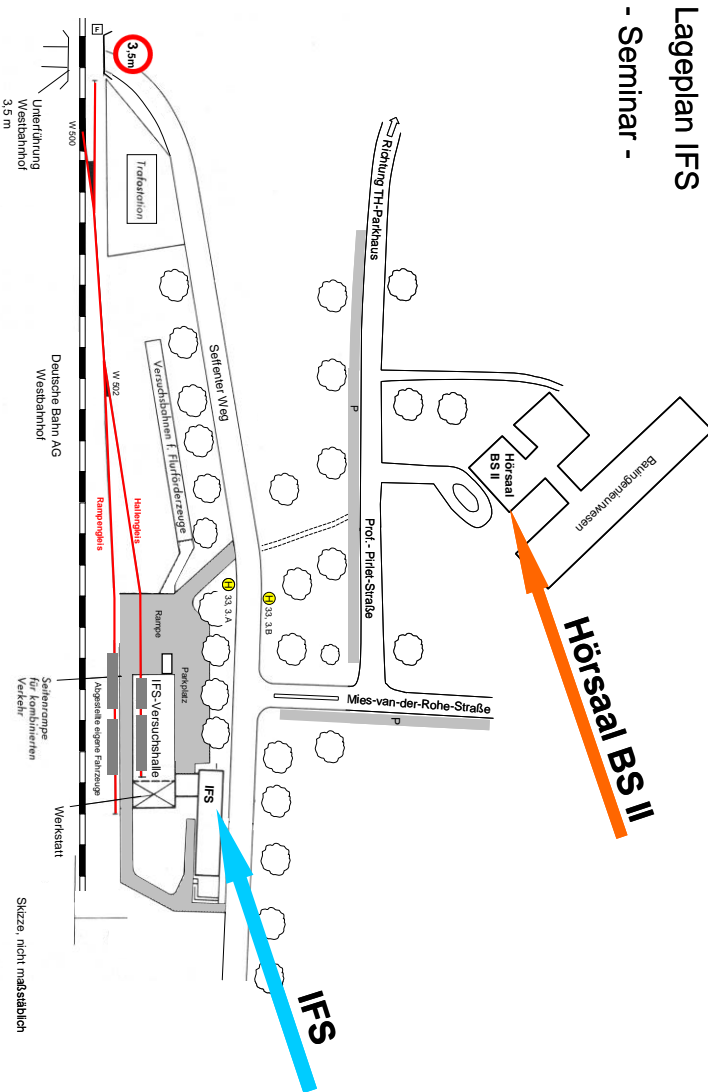 Lageplan IFS
- Seminar -
Richtung TH-Parkhaus
Bauingenieurwesen
Hörsaal
BS II
Hörsaal BS II
P
Prof.- Pirlet-Straße
Mies-van-der-Rohe-Straße
P
3,5m
F
Trafostation
Seffenter Weg
Versuchsbahnen f. Flurförderzeuge
H 33, 3.B
H 33, 3.A
W 500
W 502
Hallengleis
Rampengleis
Rampe
Parkplatz
IFS-Versuchshalle
IFS
IFS
Abgestellte eigene Fahrzeuge
Unterführung
Westbahnhof
3,5 m
Deutsche Bahn AG
Westbahnhof
Seitenrampe
für kombinierten
Verkehr
Werkstatt
Skizze, nicht maßstäblich